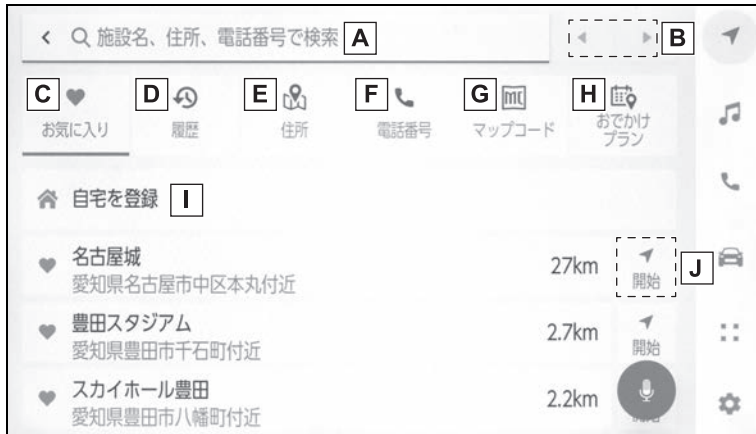 施設名、住所、電話番号で検索 A
B
C D E F G H
お気に入り 履歴 住所 電話番号 マップコード おでかけ
プラン
自宅を登録 I
名古屋城
愛知県名古屋市中区本丸付近
27km
開始
J
豊田スタジアム
愛知県豊田市千石町付近
2.7km
開始
スカイホール豊田
愛知県豊田市八幡町付近
2.2km